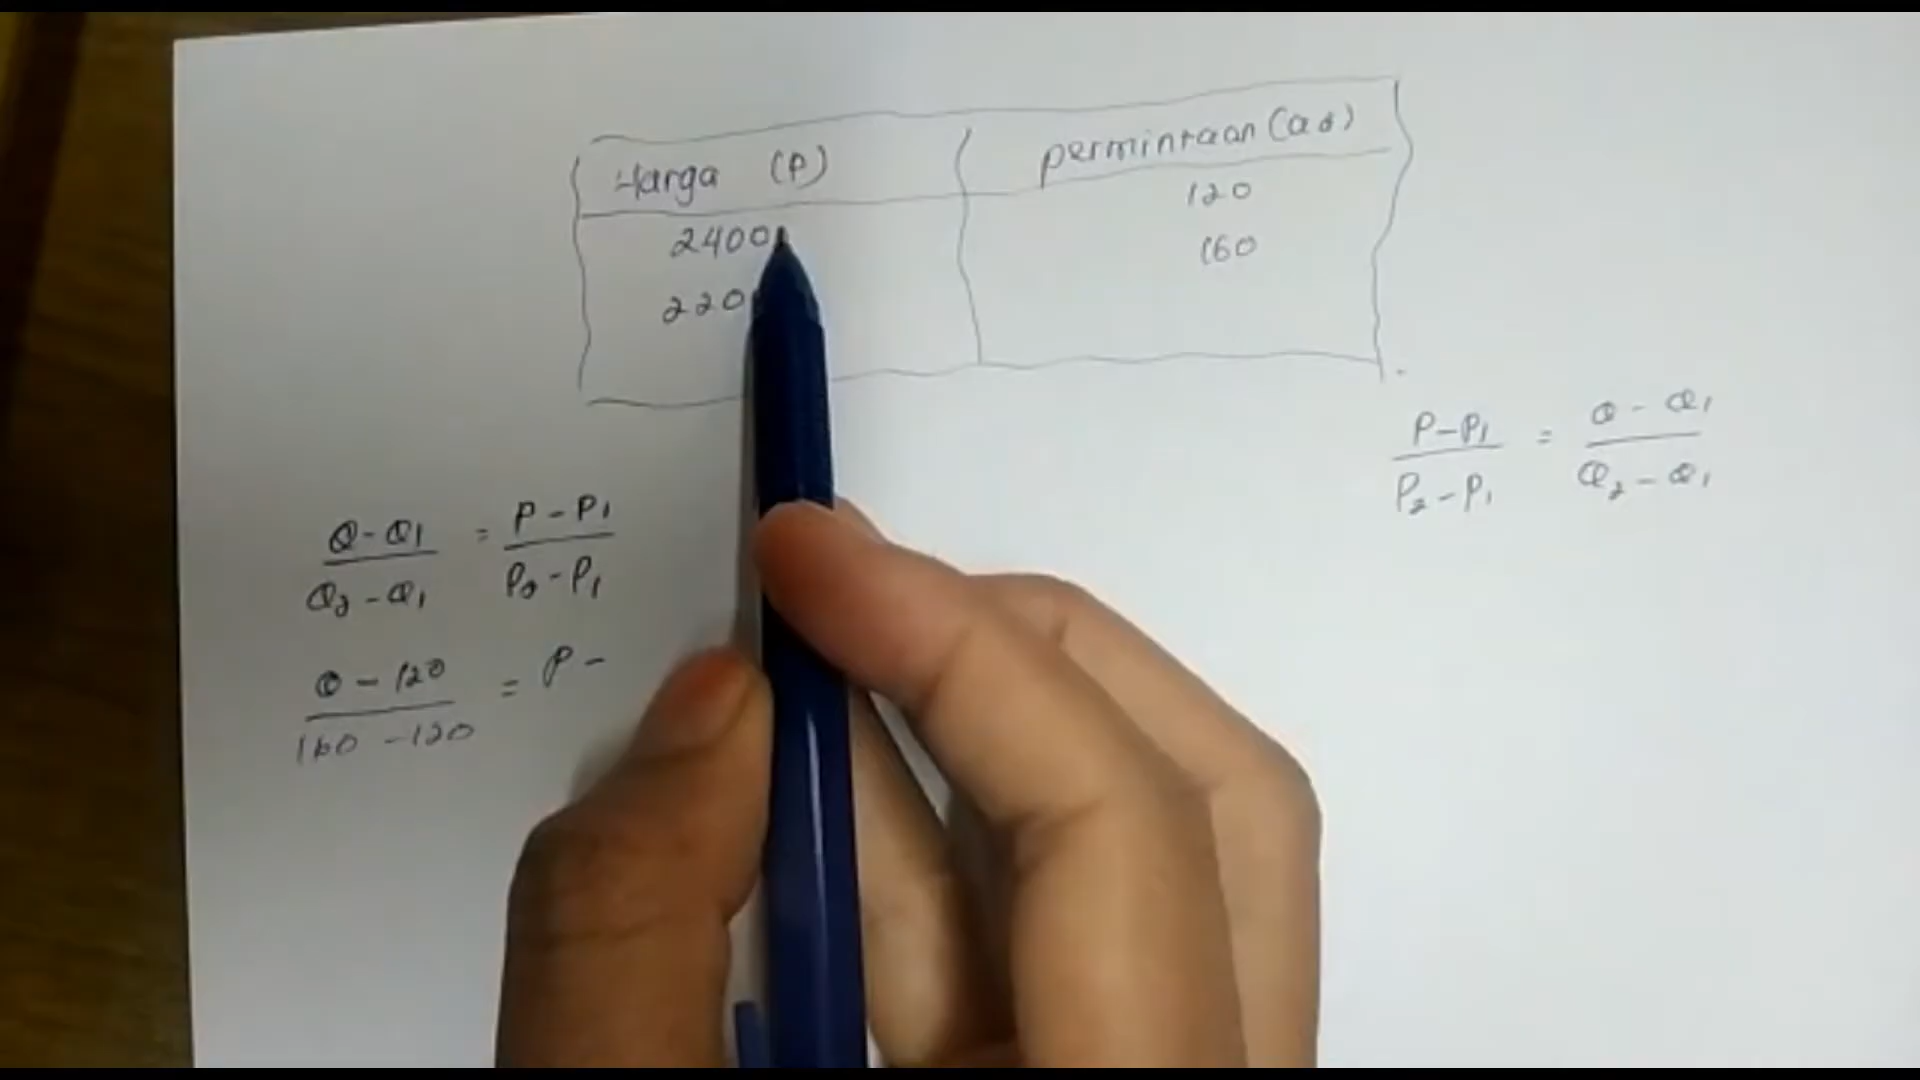 Harga (P) permintaan (Qd)
2400 120
220 160
P-P1 = Q - Q1
P2-P1 Q2-Q1
Q-Q1 = P-P1
Q2-Q1 P2-P1
Q-120 = P-
160-120